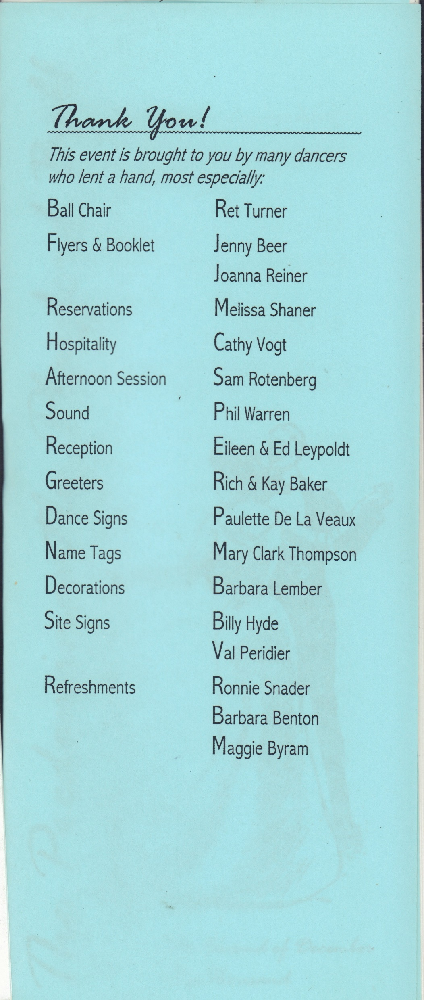 Thank You!
This event is brought to you by many dancers
who lent a hand, most especially:
Ball Chair Ret Turner
Flyers & Booklet Jenny Beer
Joanna Reiner
Reservations Melissa Shaner
Hospitality Cathy Vogt
Afternoon Session Sam Rotenberg
Sound Phil Warren
Reception Eileen & Ed Leypoldt
Greeters Rich & Kay Baker
Dance Signs Paulette De La Veaux
Name Tags Mary Clark Thompson
Decorations Barbara Lember
Site Signs Billy Hyde
Val Peridier
Refreshments Ronnie Snader
Barbara Benton
Maggie Byram
of December